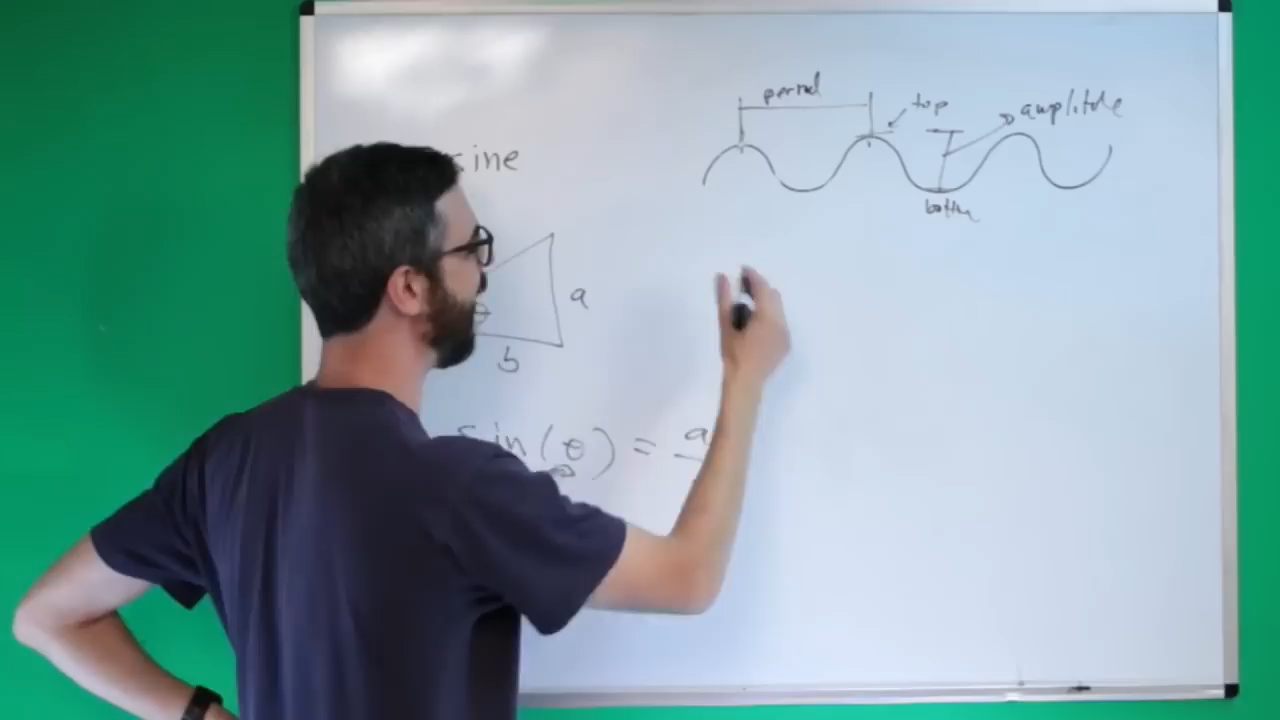 period
top
amplitude
bottom
sine
a
θ
b
sin(θ) = a